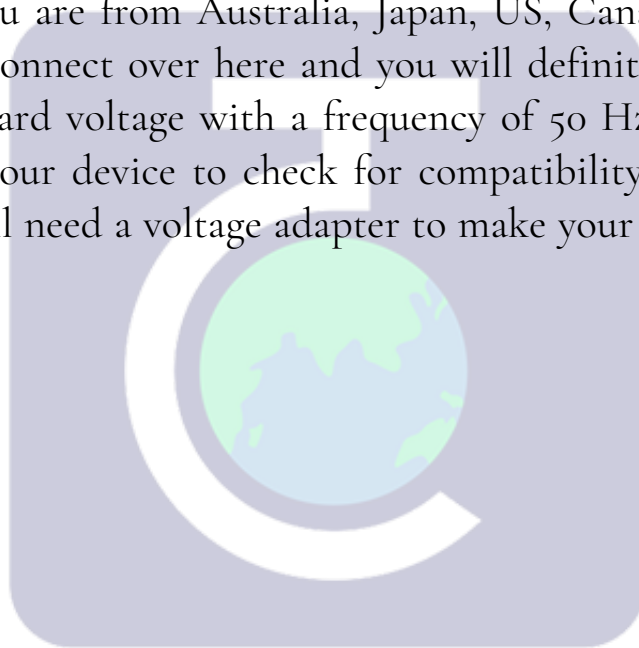 u are from Australia, Japan, US, Can
onnect over here and you will definit
ard voltage with a frequency of 50 Hz
our device to check for compatibility
l need a voltage adapter to make your